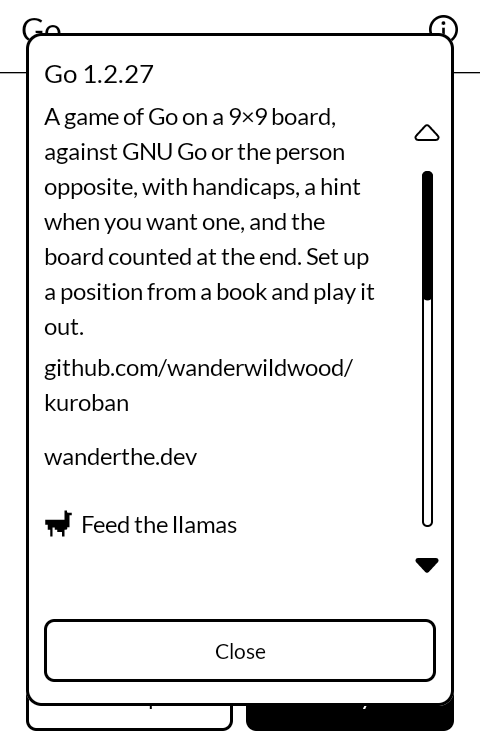 Go
Go 1.2.27
A game of Go on a 9×9 board,
against GNU Go or the person
opposite, with handicaps, a hint
when you want one, and the
board counted at the end. Set up
a position from a book and play it
out.
github.com/wanderwildwood/
kuroban
wanderthe.dev
Feed the llamas
Close